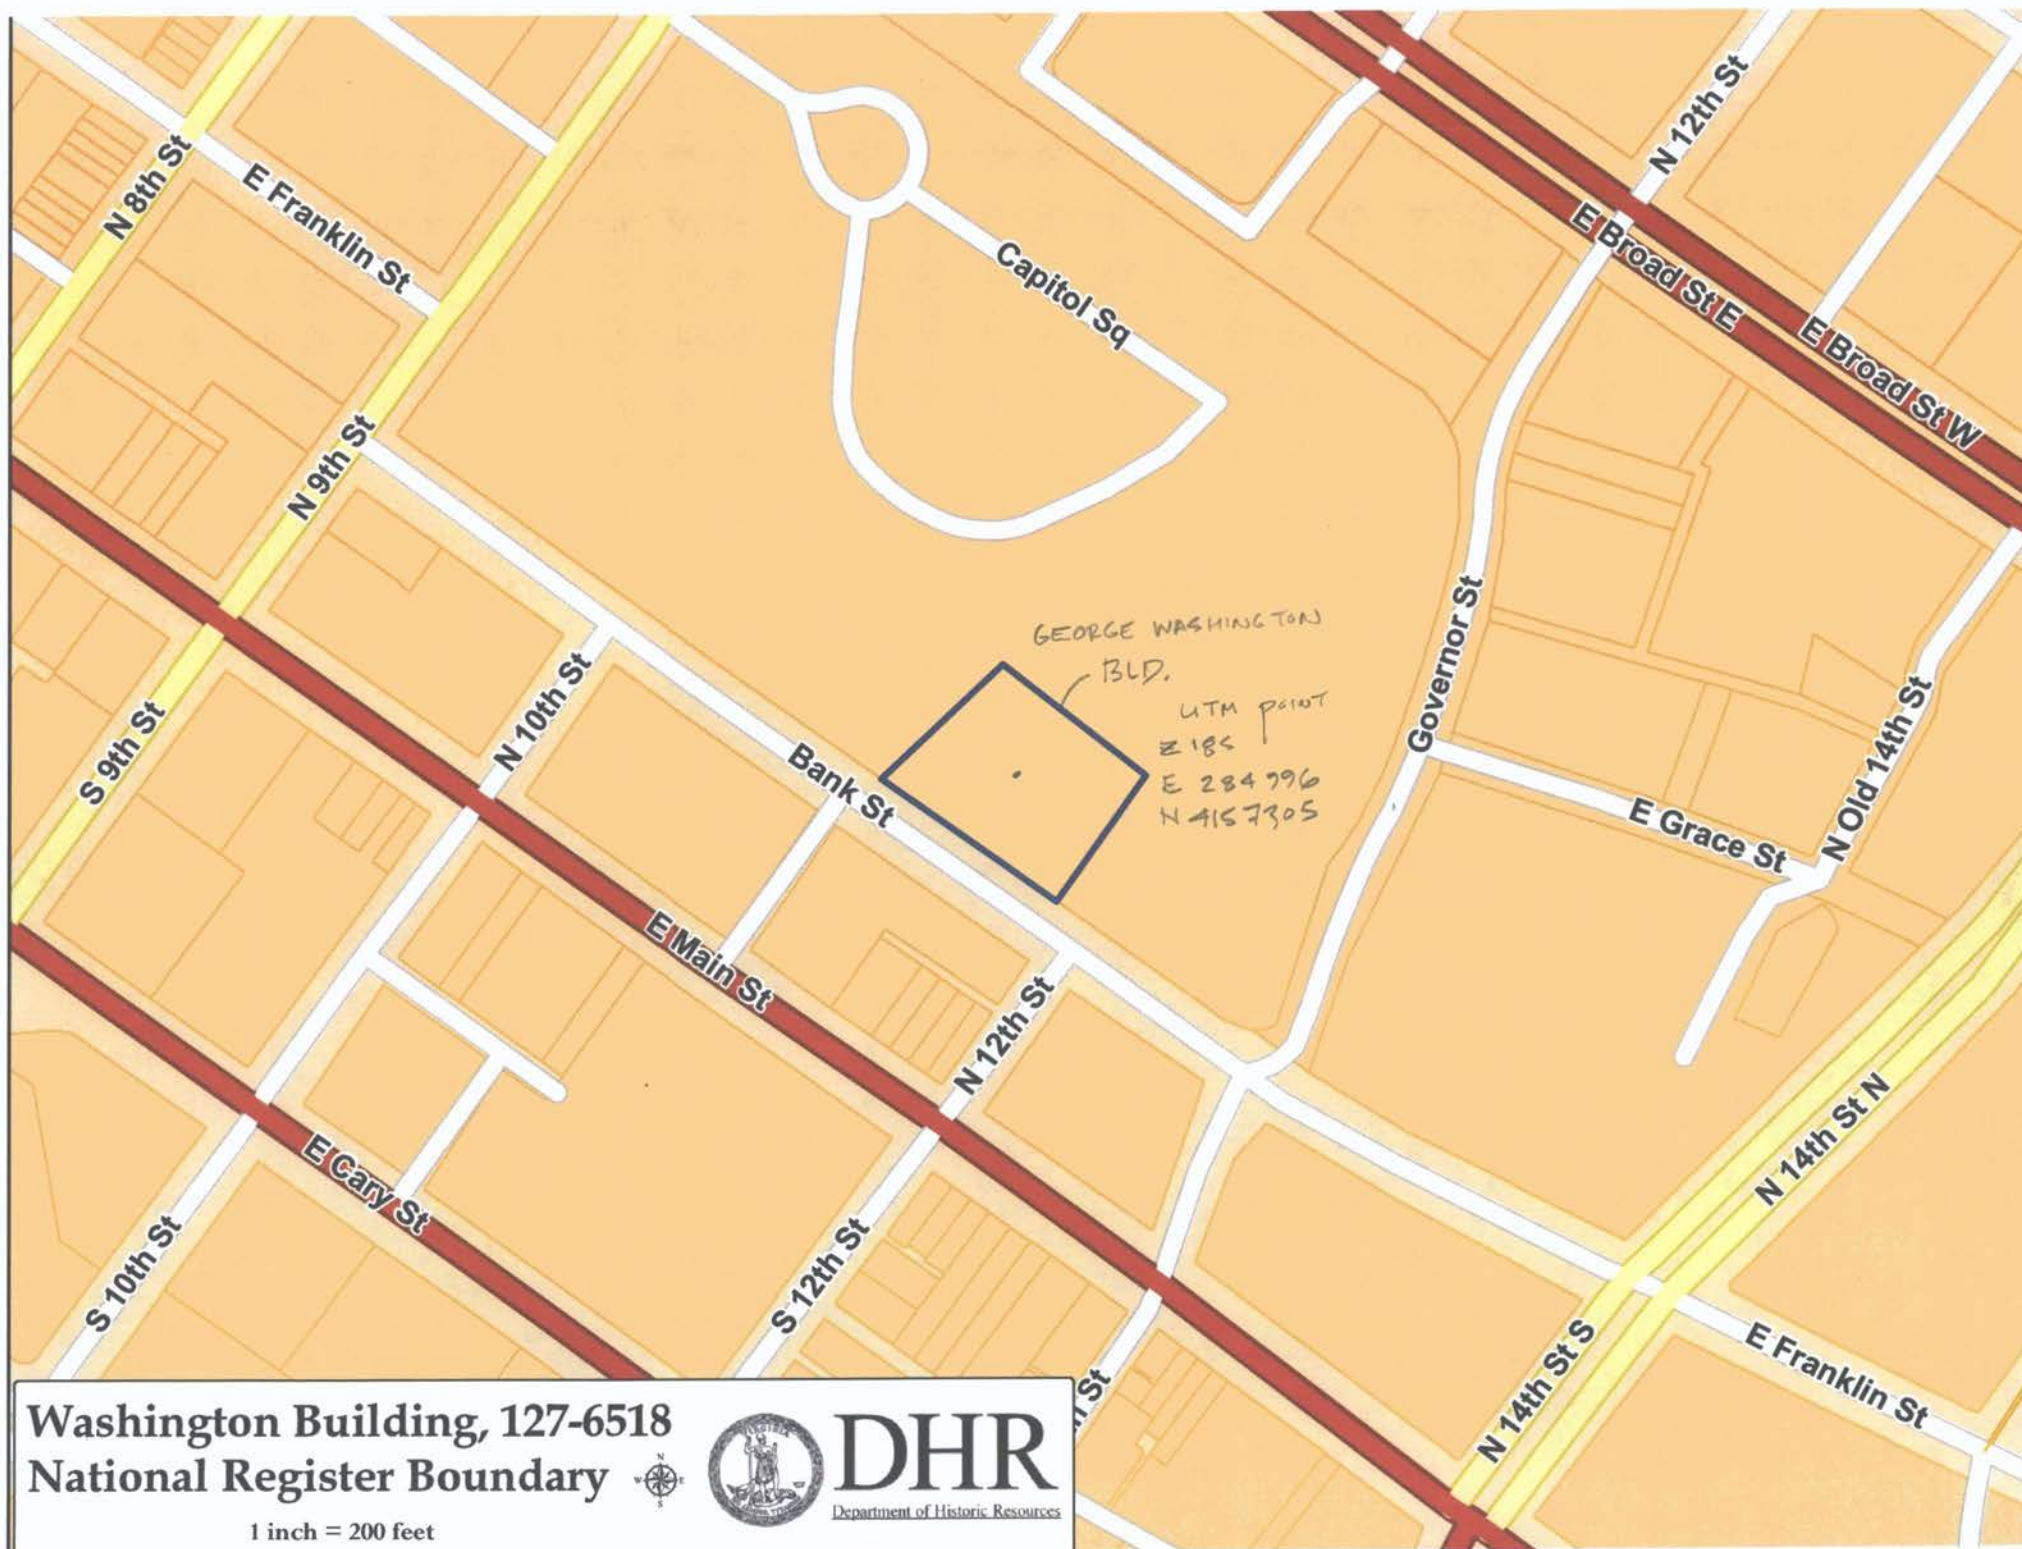 N 12th St
N 8th St
E Franklin St
Capitol Sq
E Broad St E
E Broad St W
N 9th St
GEORGE WASHINGTON
BLD.
UTM POINT
Z 18S
E 284996
N 4157305
Governor St
N 10th St
S 9th St
Bank St
N Old 14th St
E Grace St
E Main St
N 12th St
N 14th St N
E Cary St
S 10th St
S 12th St
N 14th St S
E Franklin St
St
Washington Building, 127-6518
National Register Boundary
N
W E
S
1 inch = 200 feet
VIRGINIA
DHR
Department of Historic Resources